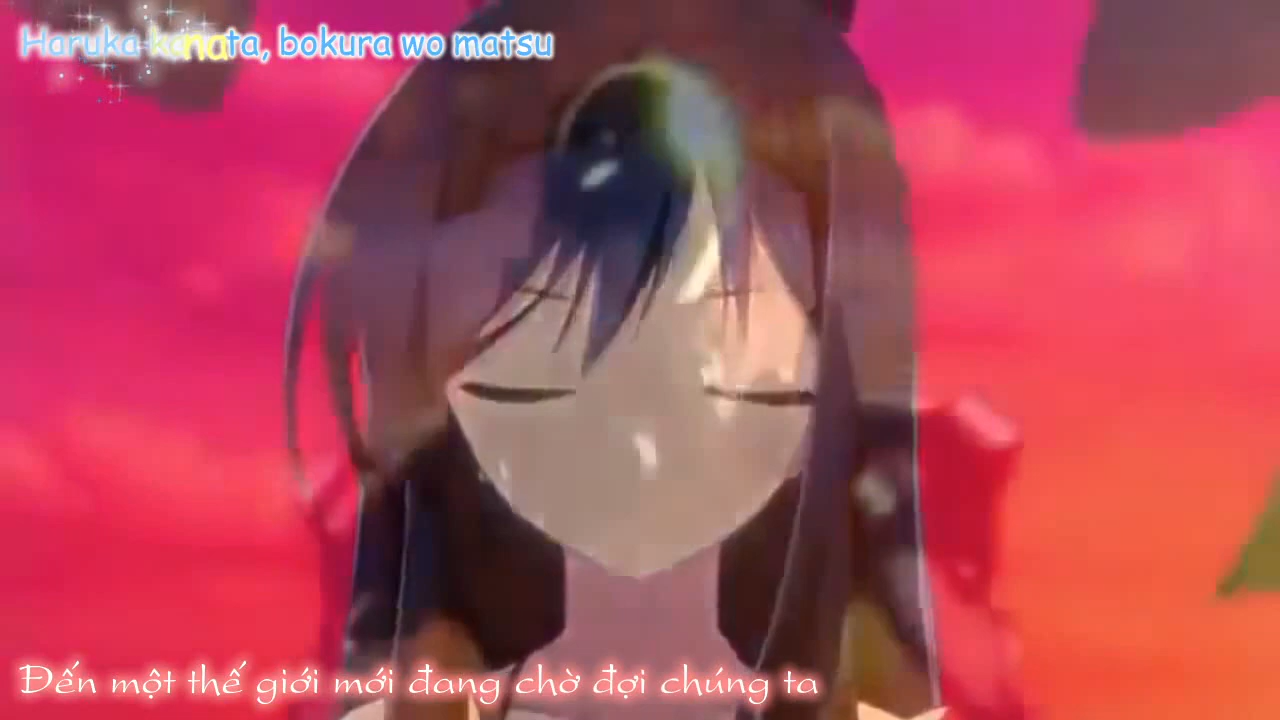 Haruka kanata, bokura wo matsu
Đến một thế giới mới đang chờ đợi chúng ta